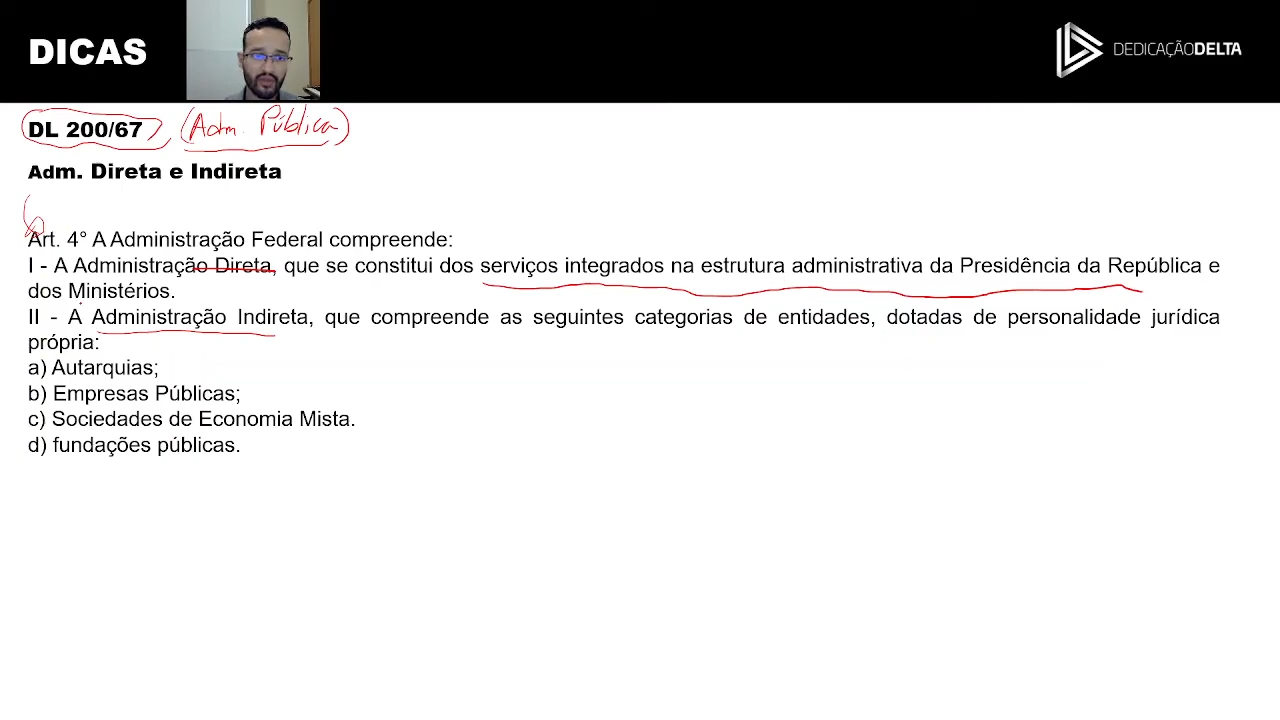 DICAS
DEDICAÇÃODELTA
DL 200/67 (Adm. Pública)
Adm. Direta e Indireta
Art. 4° A Administração Federal compreende:
I - A Administração Direta, que se constitui dos serviços integrados na estrutura administrativa da Presidência da República e
dos Ministérios.
II - A Administração Indireta, que compreende as seguintes categorias de entidades, dotadas de personalidade jurídica
própria:
a) Autarquias;
b) Empresas Públicas;
c) Sociedades de Economia Mista.
d) fundações públicas.